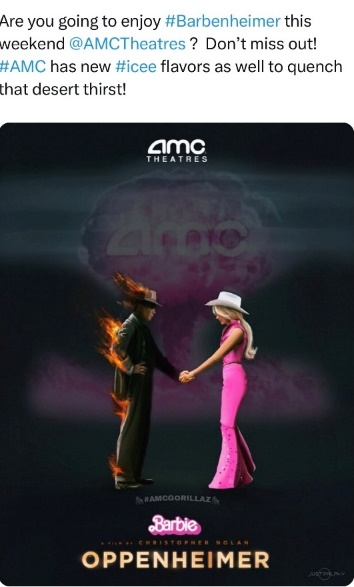 Are you going to enjoy #Barbenheimer this
weekend @AMCTheatres ? Don't miss out!
#AMC has new #icee flavors as well to quench
that desert thirst!
amc
THEATRES
amc
#AMCGORILLAZ
Barbie
A FILM BY CHRISTOPHER NOLAN
OPPENHEIMER